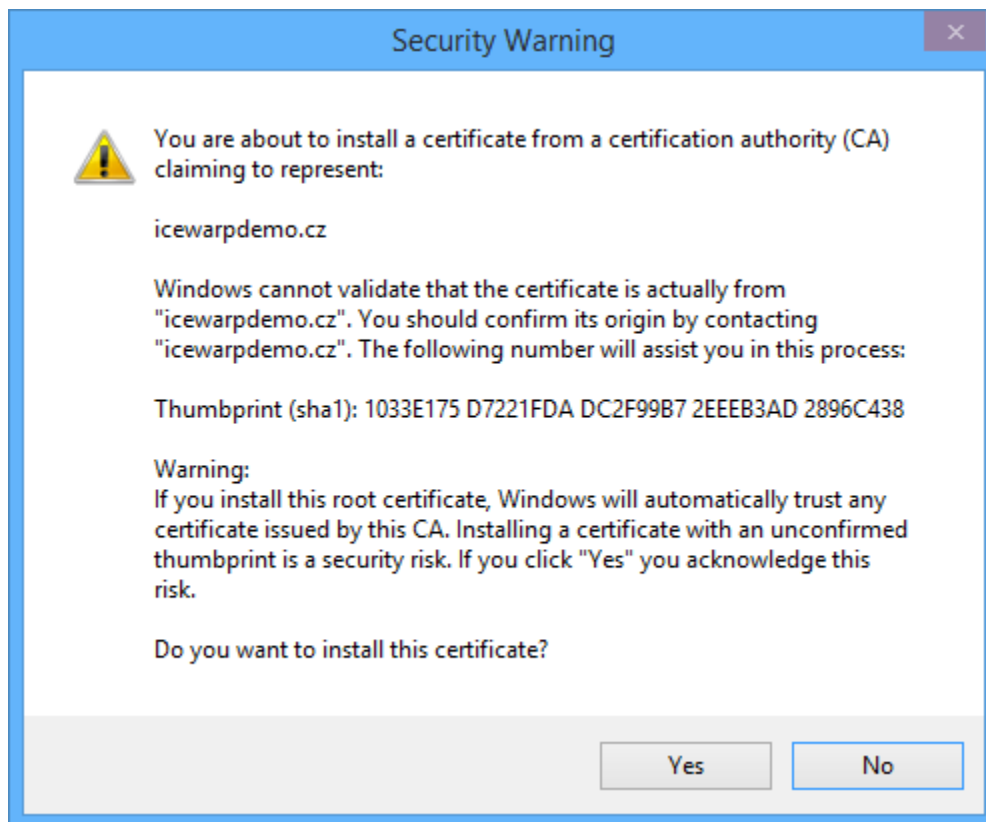 Security Warning
You are about to install a certificate from a certification authority (CA)
claiming to represent:
icewarpdemo.cz
Windows cannot validate that the certificate is actually from
"icewarpdemo.cz". You should confirm its origin by contacting
"icewarpdemo.cz". The following number will assist you in this process:
Thumbprint (sha1): 1033E175 D7221FDA DC2F99B7 2EEEB3AD 2896C438
Warning:
If you install this root certificate, Windows will automatically trust any
certificate issued by this CA. Installing a certificate with an unconfirmed
thumbprint is a security risk. If you click "Yes" you acknowledge this
risk.
Do you want to install this certificate?
Yes
No